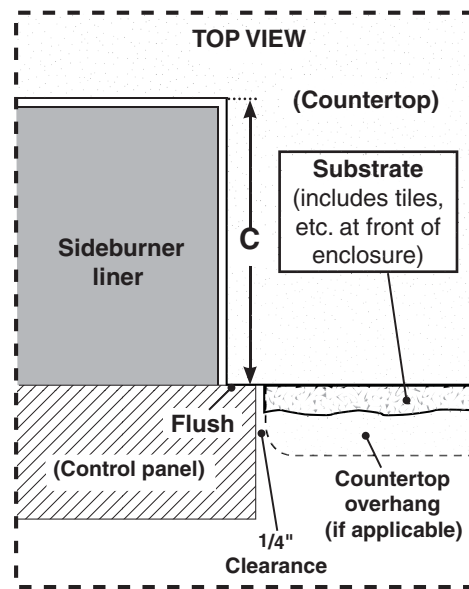 TOP VIEW
(Countertop)
Substrate
(includes tiles,
etc. at front of
enclosure)
C
Sideburner
liner
Flush
(Control panel)
Countertop
overhang
(if applicable)
1/4"
Clearance